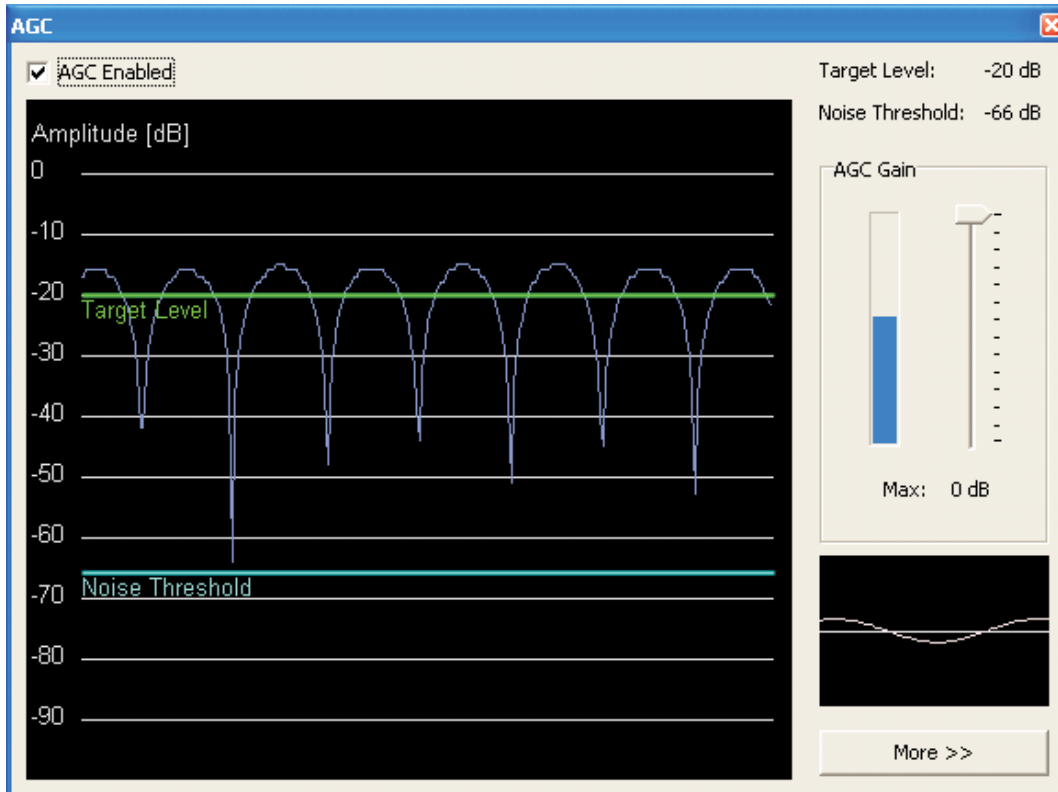 AGC
AGC Enabled
Target Level: -20 dB
Noise Threshold: -66 dB
Amplitude [dB]
0
-10
-20
Target Level
-30
-40
-50
-60
Noise Threshold
-70
-80
-90
AGC Gain
Max: 0 dB
More >>